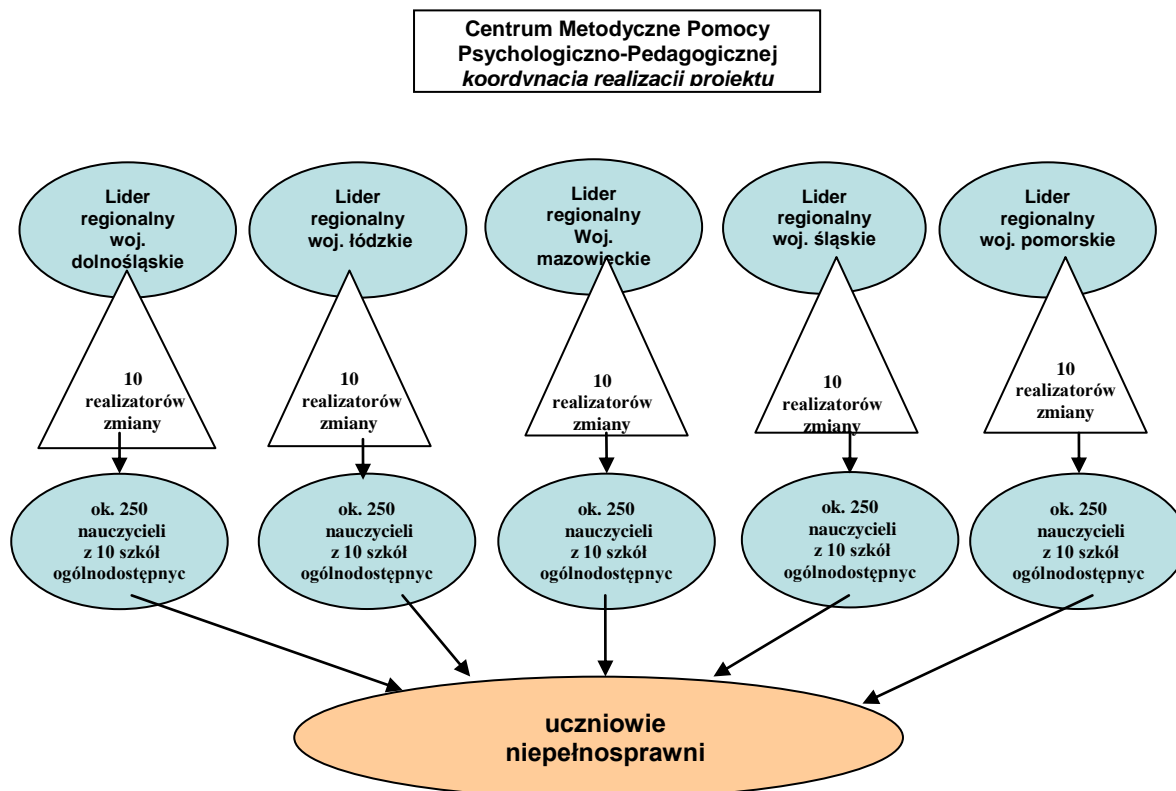 Centrum Metodyczne Pomocy
Psychologiczno-Pedagogicznej
koordynacja realizacji projektu
Lider
regionalny
woj.
dolnośląskie
Lider
regionalny
woj. łódzkie
Lider
regionalny
Woj.
mazowieckie
Lider
regionalny
woj. śląskie
Lider
regionalny
woj. pomorskie
10
realizatorów
zmiany
10
realizatorów
zmiany
10
realizatorów
zmiany
10
realizatorów
zmiany
10
realizatorów
zmiany
ok. 250
nauczycieli
z 10 szkół
ogólnodostępnyc
ok. 250
nauczycieli
z 10 szkół
ogólnodostępnyc
ok. 250
nauczycieli
z 10 szkół
ogólnodostępnyc
ok. 250
nauczycieli
z 10 szkół
ogólnodostępnyc
ok. 250
nauczycieli
z 10 szkół
ogólnodostępnyc
uczniowie
niepełnosprawni